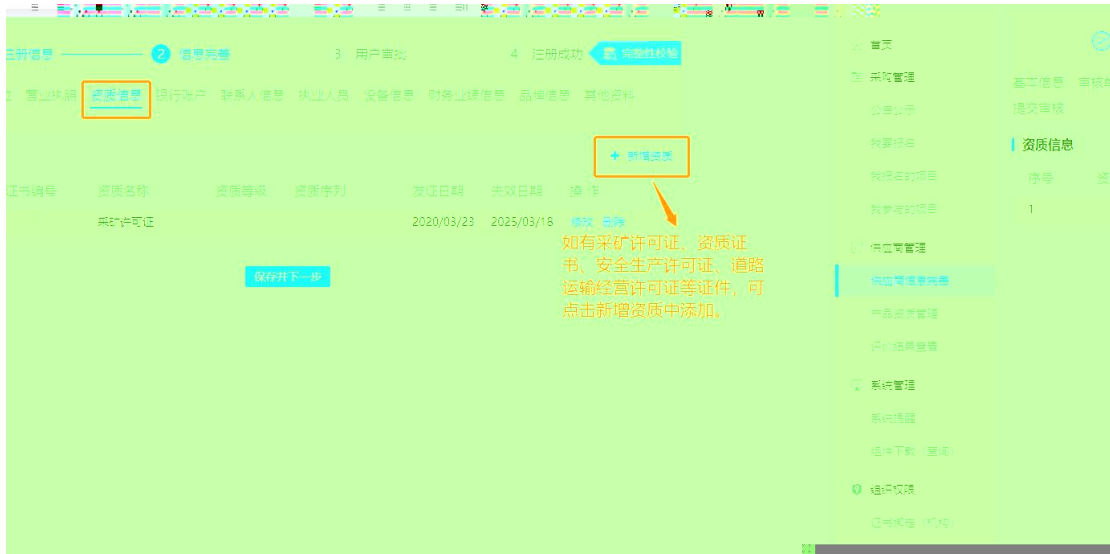 注册信息 2 信息完善 3 用户审批 4 注册成功 完整性校验
营业执照 资质信息 银行账户 联系人信息 执业人员 设备信息 财务业绩信息 品牌信息 其他资料
+ 新增资质
证书编号 资质名称 资质等级 资质序列 发证日期 失效日期 操作
采矿许可证 2020/03/23 2025/03/18 修改 删除
如有采矿许可证、资质证
书、安全生产许可证、道路
运输经营许可证等证件，可
点击新增资质中添加。
保存并下一步
首页
采购管理
公告公示
我要报名
我报名的项目
我参与的项目
供应商管理
供应商信息完善
产品资质管理
评价结果查看
系统管理
系统提醒
组件下载（查询）
组织权限
证书绑定（机构）
基本信息
提交审核
资质信息
序号
1